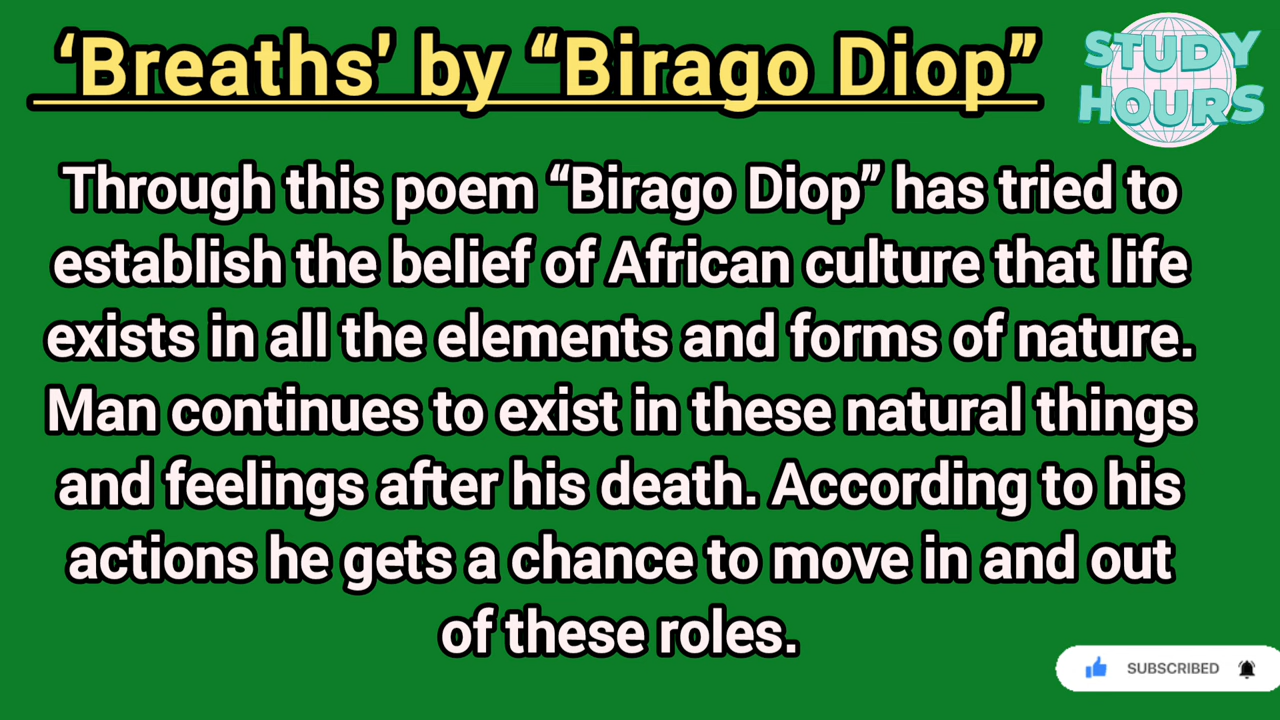 ‘Breaths’ by “Birago Diop”
STUDY
HOURS
Through this poem “Birago Diop” has tried to
establish the belief of African culture that life
exists in all the elements and forms of nature.
Man continues to exist in these natural things
and feelings after his death. According to his
actions he gets a chance to move in and out
of these roles.
SUBSCRIBED